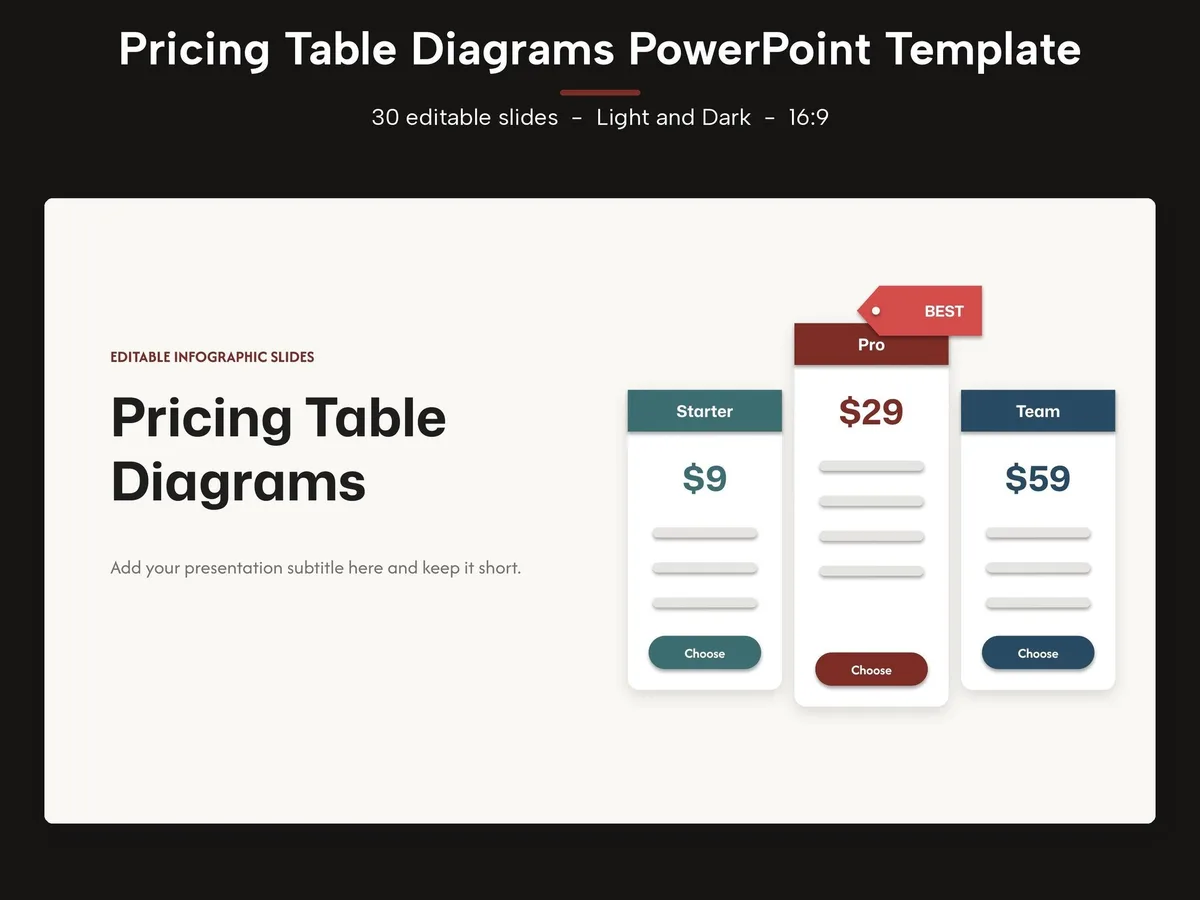 Pricing Table Diagrams PowerPoint Template
30 editable slides - Light and Dark - 16:9
EDITABLE INFOGRAPHIC SLIDES
Pricing Table
Diagrams
Add your presentation subtitle here and keep it short.
Starter
$9
Choose
BEST
Pro
$29
Choose
Team
$59
Choose